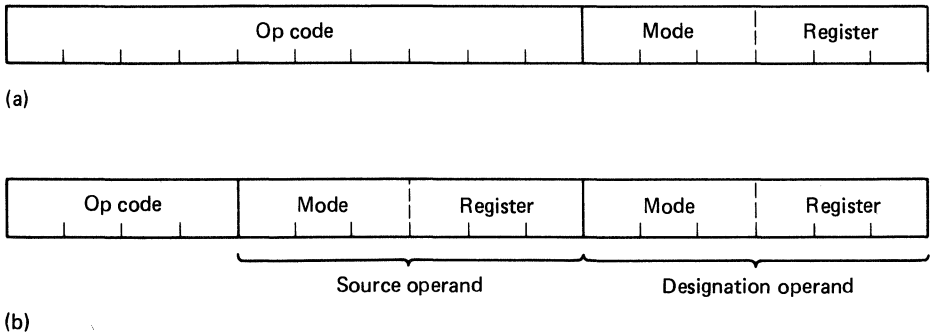 Op code Mode Register
(a)
Op code Mode Register Mode Register
Source operand Designation operand
(b)